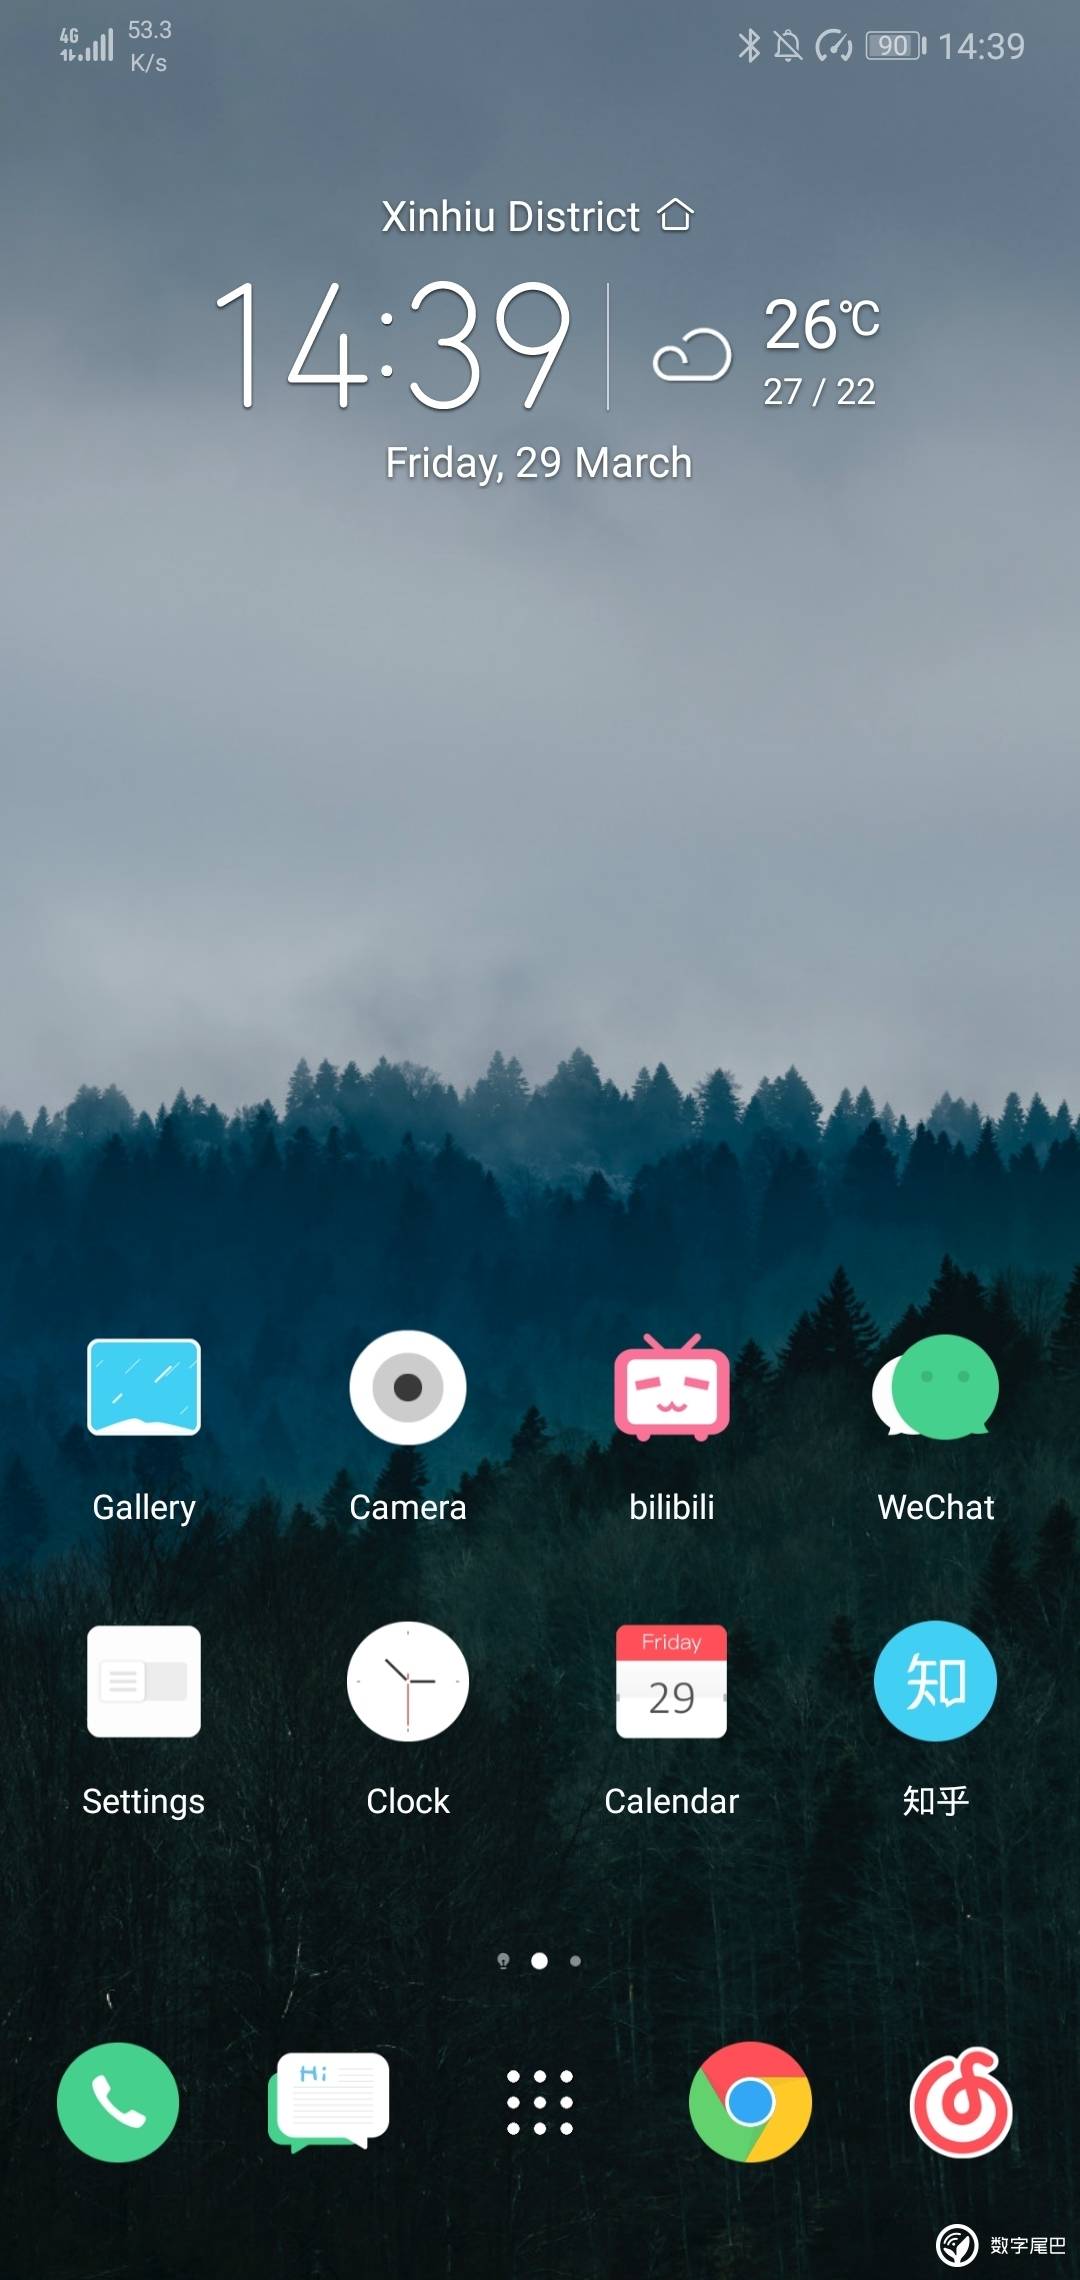 4G
53.3
K/s
90
14:39
Xinhiu District
14:39
26℃
27 / 22
Friday, 29 March
Gallery
Camera
bilibili
WeChat
Friday
29
知
Settings
Clock
Calendar
知乎
Hi
数字尾巴